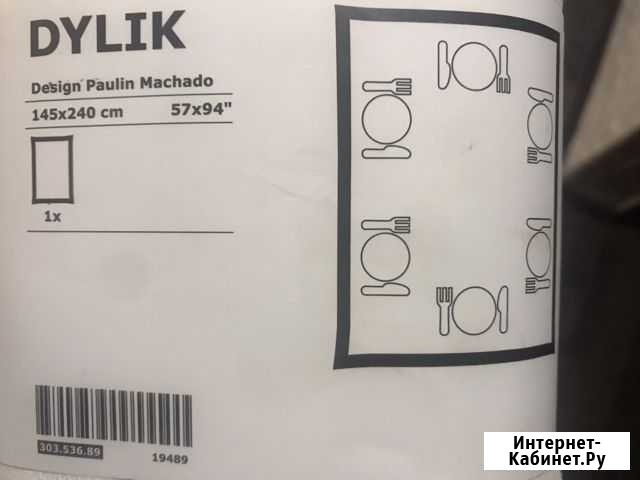 DYLIK
Design Paulin Machado
145x240 cm 57x94"
1x
303.536.89
19489
Интернет-
Кабинет.Ру